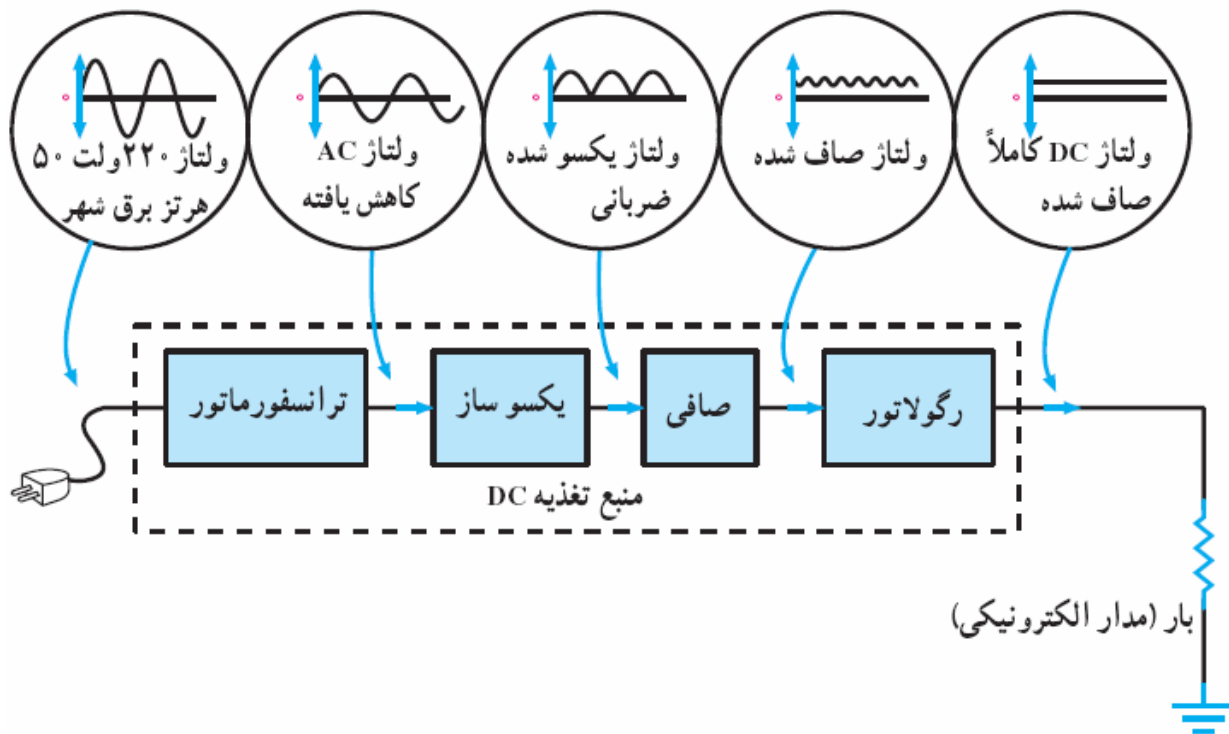 ولتاژ ۲۲۰ولت ۵۰
هرتز برق شهر
ولتاژ AC
کاهش یافته
ولتاژ یکسو شده
ضربانی
ولتاژ صاف شده
ولتاژ DC کاملاً
صاف شده
ترانسفورماتور
یکسو ساز
صافی
رگولاتور
منبع تغذیه DC
بار (مدار الکترونیکی)